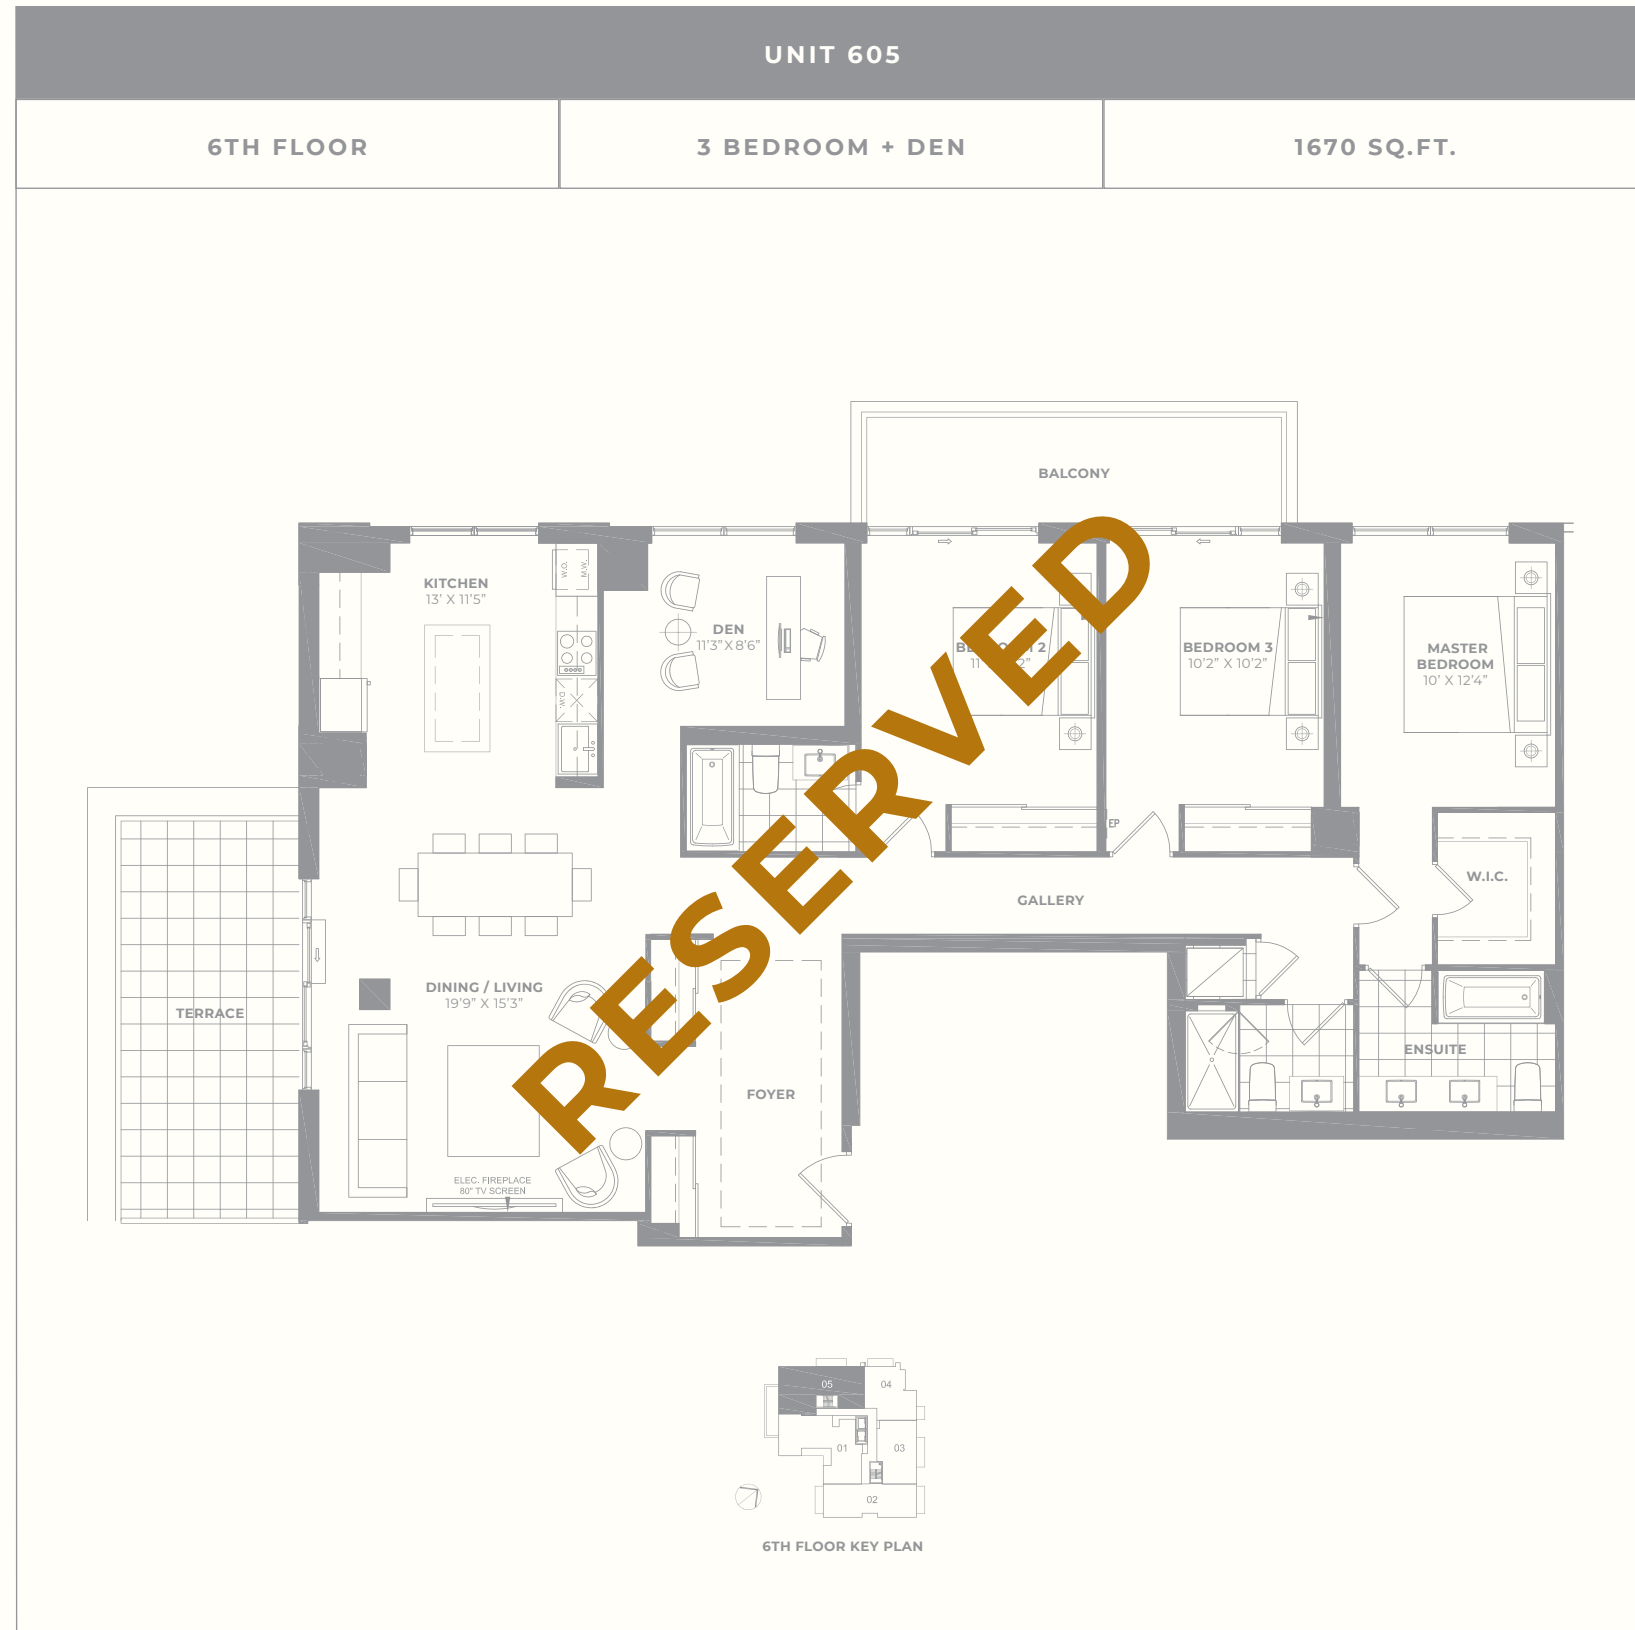 UNIT 605
6TH FLOOR
3 BEDROOM + DEN
1670 SQ.FT.
BALCONY
KITCHEN
13’ X 11’5”
W.O.
M.W.
D.W.
DEN
11’3” X 8’6”
2
11
BEDROOM 3
10’2” X 10’2”
MASTER
BEDROOM
10’ X 12’4”
EP
W.I.C.
GALLERY
DINING / LIVING
19’9” X 15’3”
TERRACE
ENSUITE
FOYER
ELEC. FIREPLACE
80" TV SCREEN
RESERVED
05
04
01
03
02
6TH FLOOR KEY PLAN